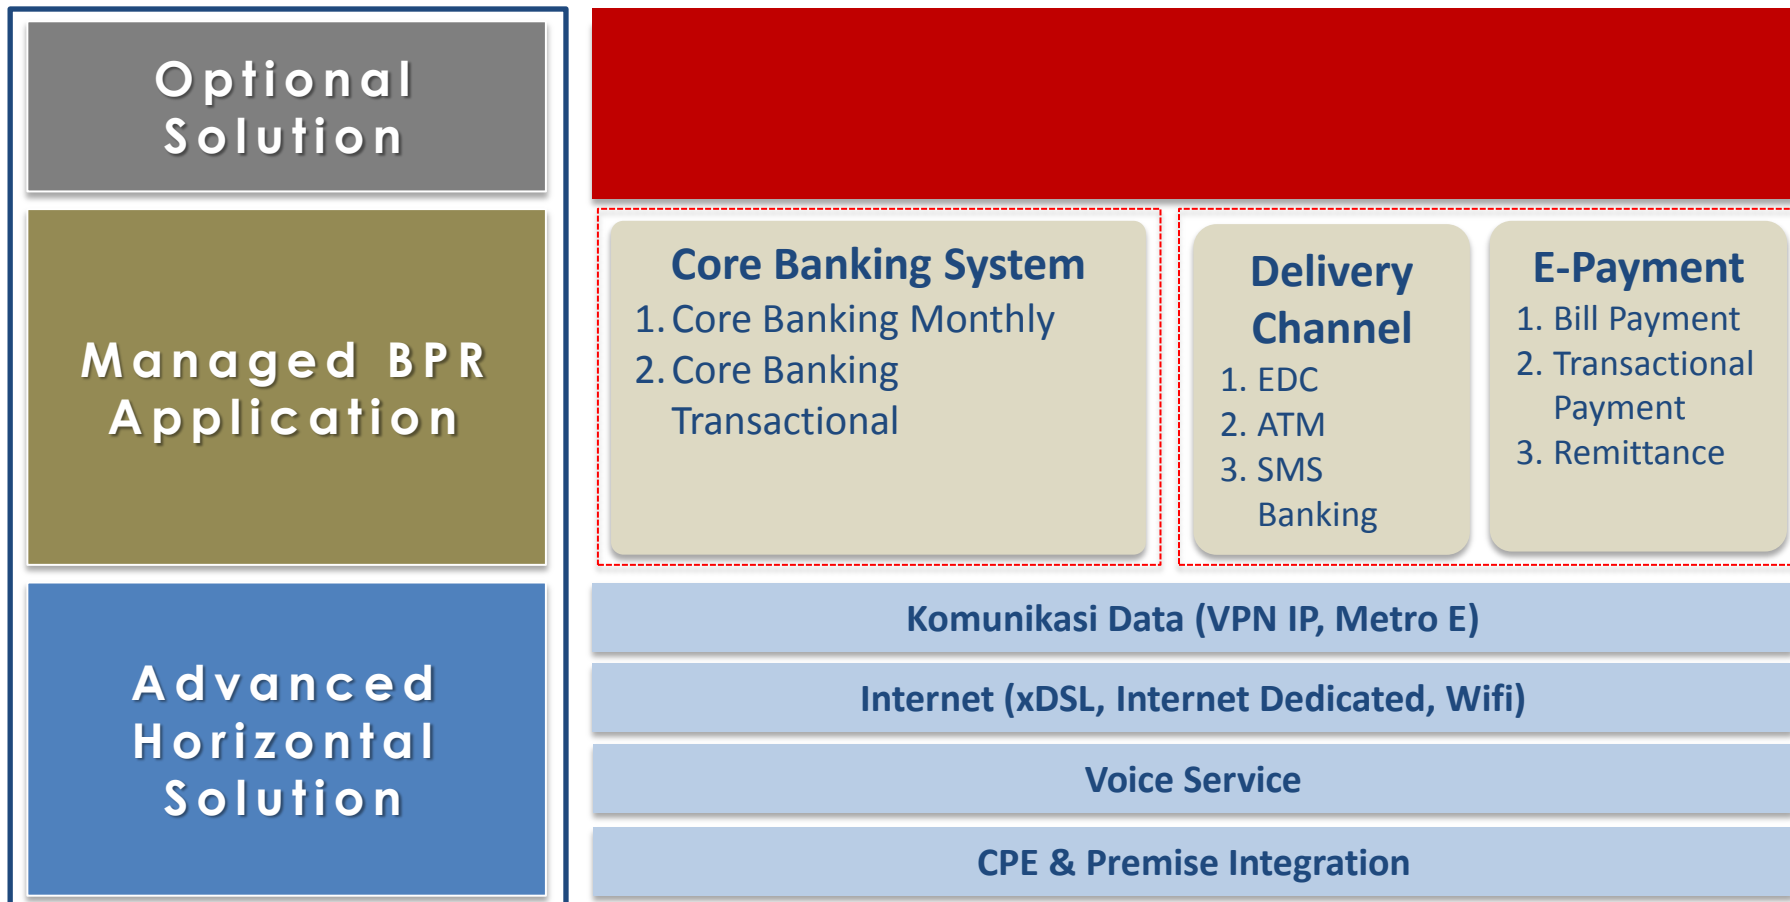 Optional
Solution
Managed BPR
Application
Core Banking System
1. Core Banking Monthly
2. Core Banking
Transactional
Delivery
Channel
1. EDC
2. ATM
3. SMS
Banking
E-Payment
1. Bill Payment
2. Transactional
Payment
3. Remittance
Advanced
Horizontal
Solution
Komunikasi Data (VPN IP, Metro E)
Internet (xDSL, Internet Dedicated, Wifi)
Voice Service
CPE & Premise Integration